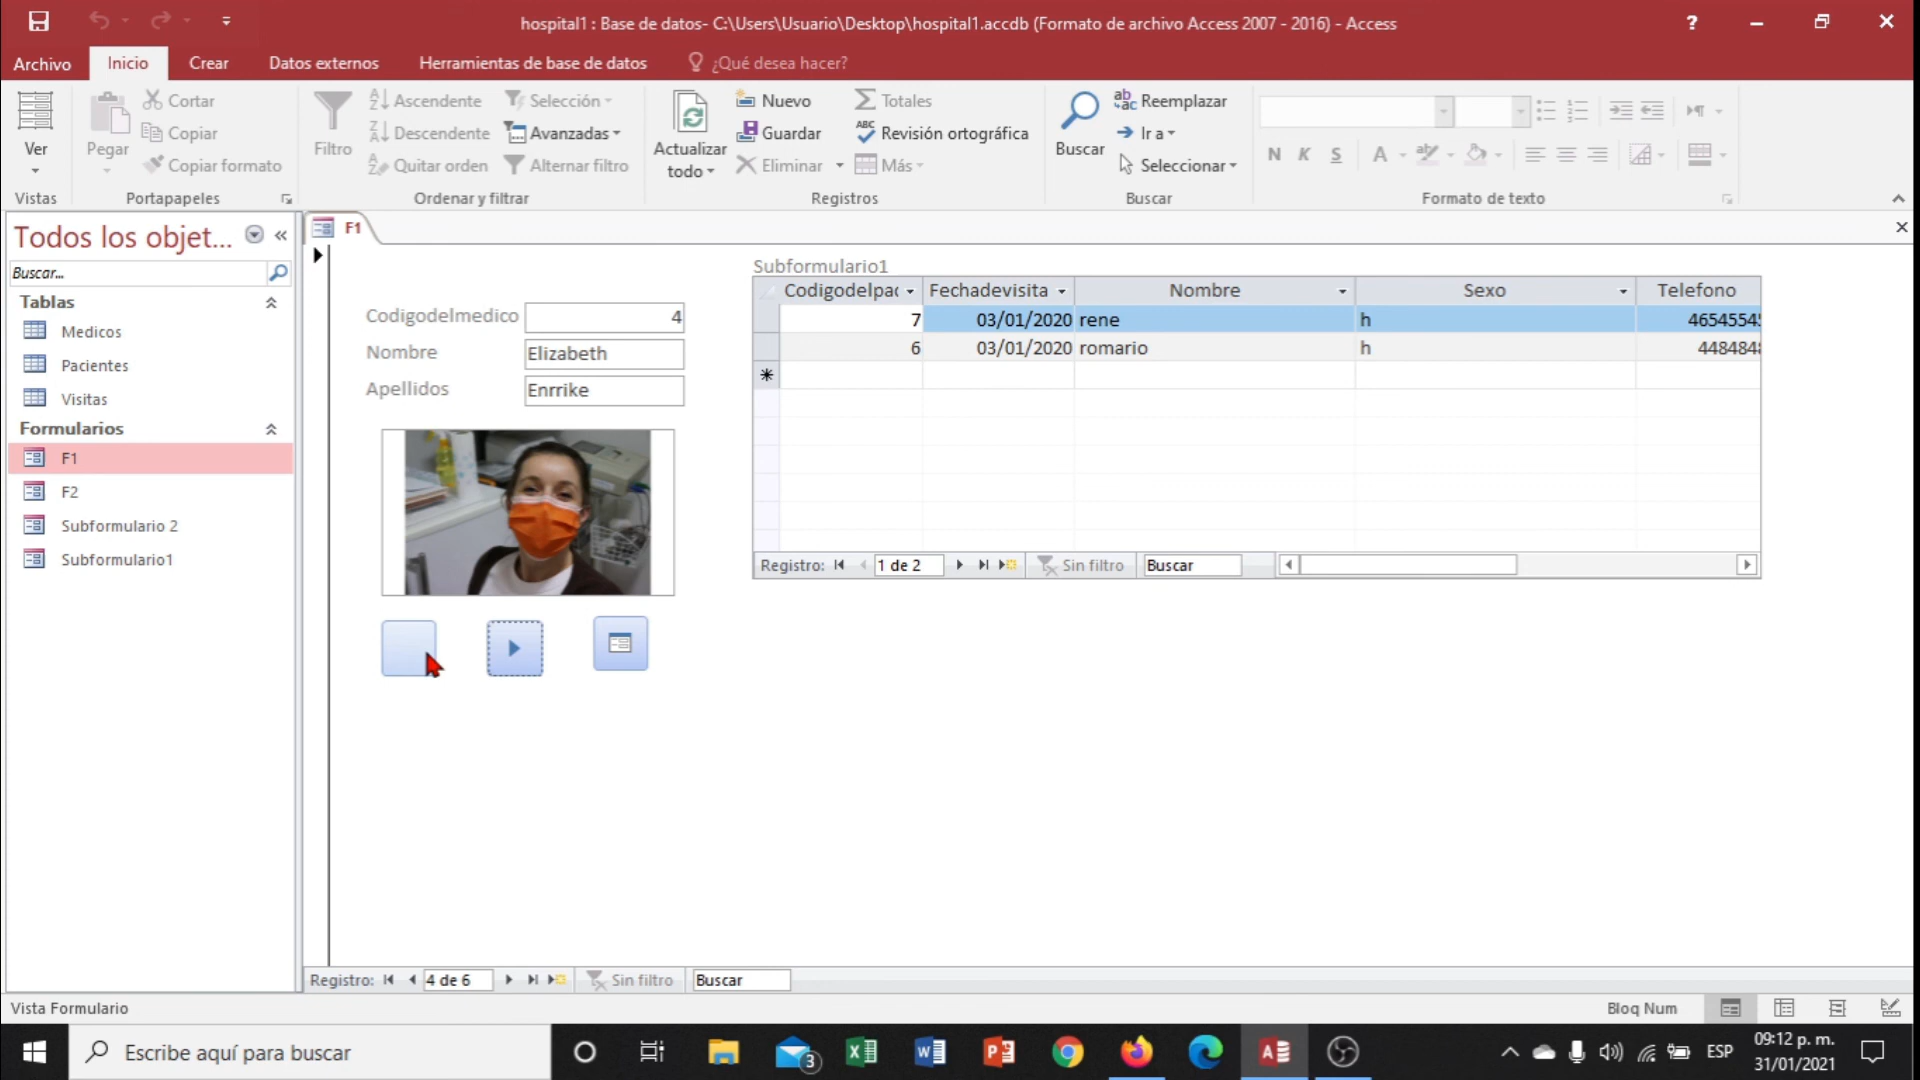 hospital1 : Base de datos- C:\Users\Usuario\Desktop\hospital1.accdb (Formato de archivo Access 2007 - 2016) - Access
?
Archivo Inicio Crear Datos externos Herramientas de base de datos ¿Qué desea hacer?
Ver
Vistas
Pegar
Cortar
Copiar
Copiar formato
Portapapeles
Filtro
Ascendente
Descendente
Quitar orden
Selección
Avanzadas
Alternar filtro
Ordenar y filtrar
Actualizar
todo
Nuevo
Guardar
Eliminar
Totales
Revisión ortográfica
Más
Registros
Buscar
Reemplazar
Ir a
Seleccionar
Buscar
N K S A
Formato de texto
Todos los objet...
Buscar...
Tablas
Medicos
Pacientes
Visitas
Formularios
F1
F2
Subformulario 2
Subformulario1
F1
Codigodelmedico 4
Nombre Elizabeth
Apellidos Enrrike
Subformulario1
Codigodelpac Fechadevisita Nombre Sexo Telefono
7 03/01/2020 rene h 46545545
6 03/01/2020 romario h 4484848
Registro: 1 de 2 Sin filtro Buscar
Registro: 4 de 6 Sin filtro Buscar
Vista Formulario Bloq Num
Escribe aquí para buscar
3
ESP
09:12 p. m.
31/01/2021